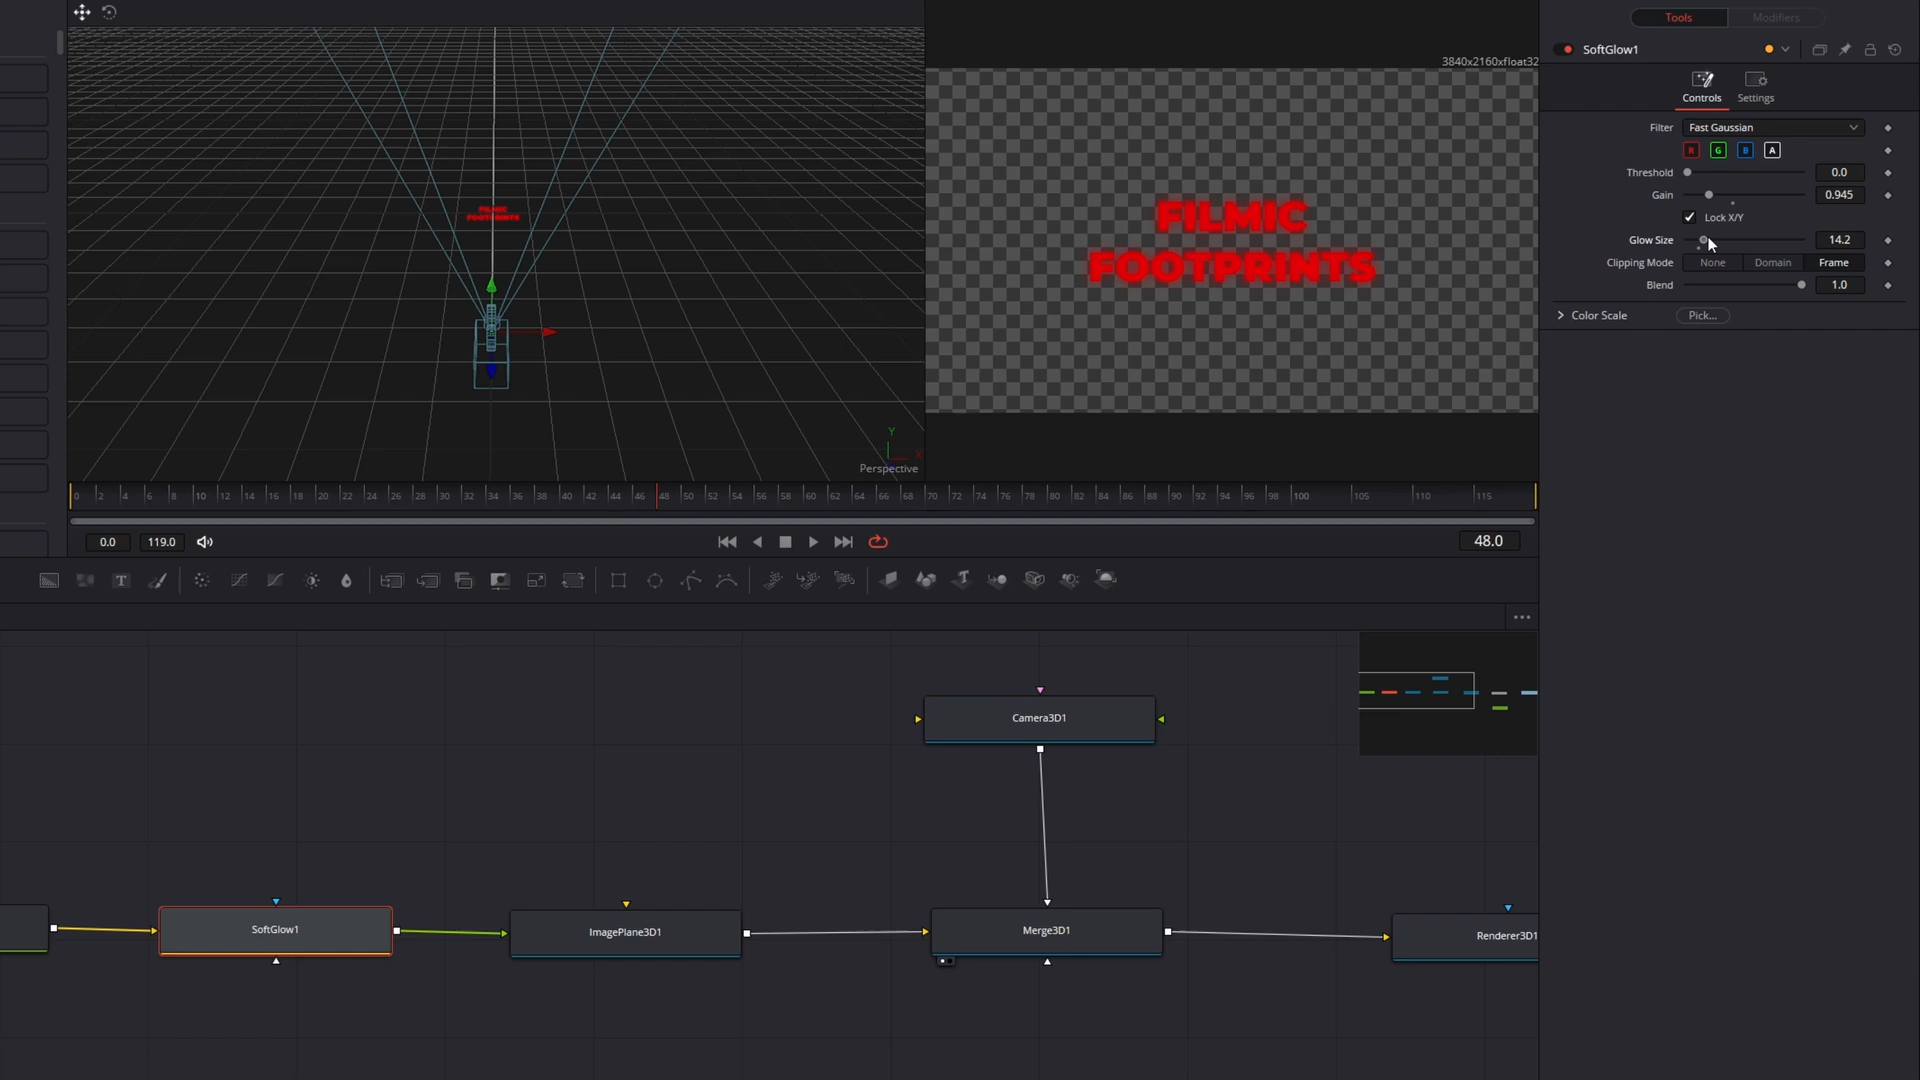 Tools Modifiers
SoftGlow1
3840x2160xfloat32
Controls Settings
Filter Fast Gaussian
R G B A
Threshold 0.0
Gain 0.945
Lock X/Y
Glow Size 14.2
Clipping Mode None Domain Frame
Blend 1.0
Color Scale Pick...
FILMIC
FOOTPRINTS
FILMIC
FOOTPRINTS
Y
X
Perspective
0 2 4 6 8 10 12 14 16 18 20 22 24 26 28 30 32 34 36 38 40 42 44 46 48 50 52 54 56 58 60 62 64 66 68 70 72 74 76 78 80 82 84 86 88 90 92 94 96 98 100 105 110 115
0.0 119.0 48.0
T
Camera3D1
SoftGlow1
ImagePlane3D1
Merge3D1
Renderer3D1